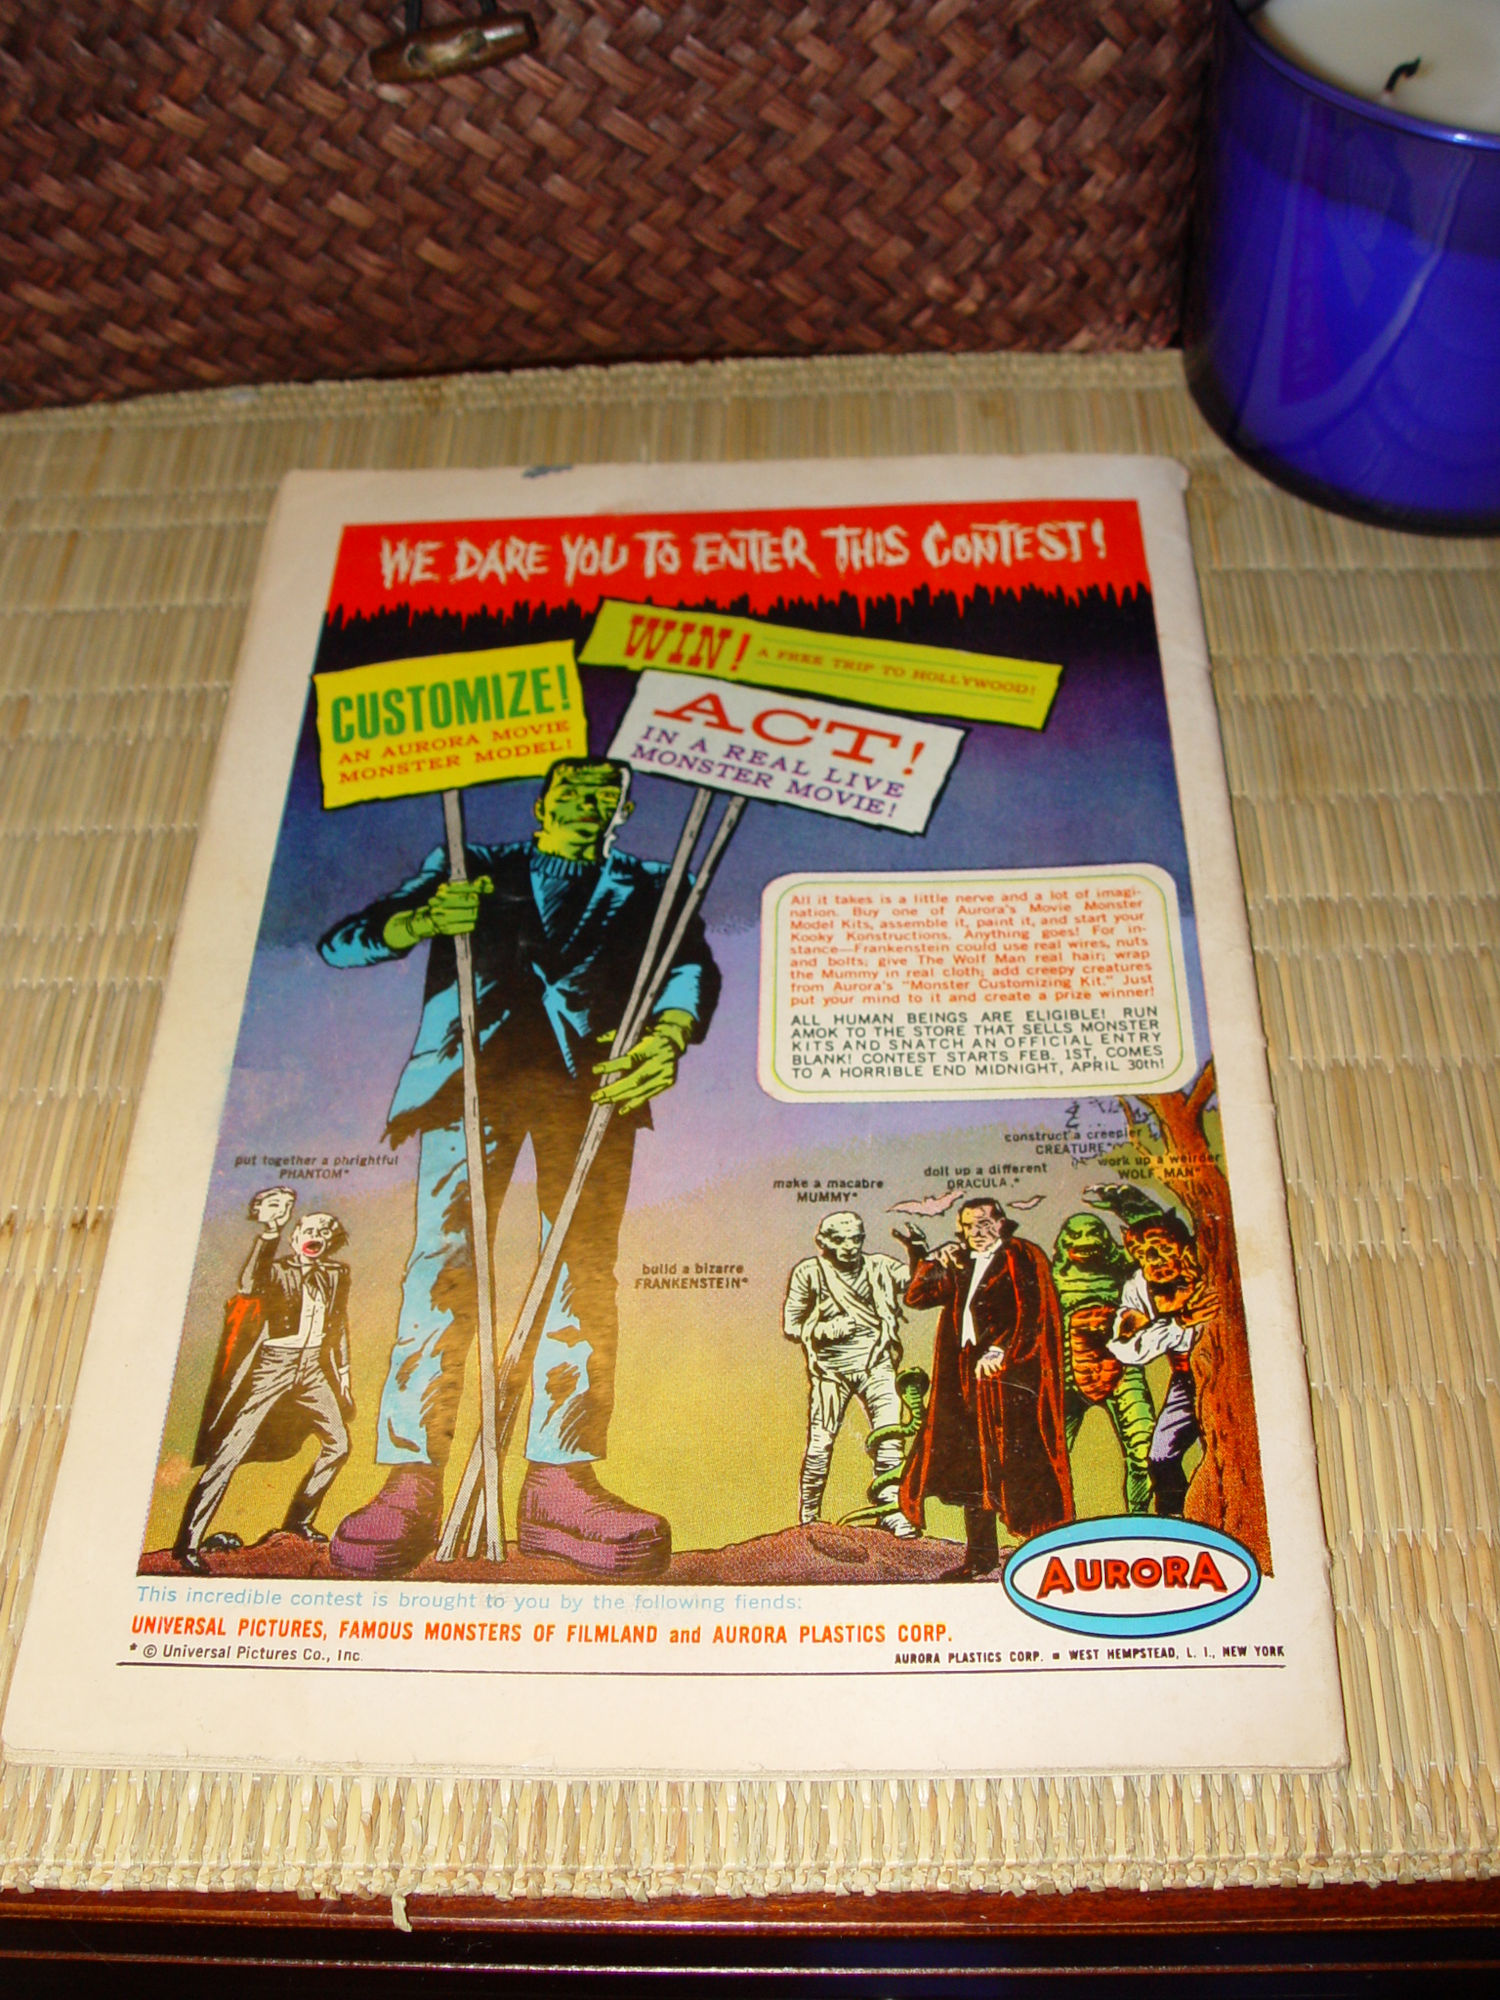 WE DARE YOU TO ENTER THIS CONTEST!
WIN! A FREE TRIP TO HOLLYWOOD!
CUSTOMIZE!
AN AURORA MOVIE
MONSTER MODEL!
ACT!
IN A REAL LIVE
MONSTER MOVIE!
All it takes is a little nerve and a lot of imagi-
nation. Buy one of Aurora's Movie Monster
Model Kits, assemble it, paint it, and start your
Kooky Konstructions. Anything goes! For in-
stance—Frankenstein could use real wires, nuts
and bolts; give The Wolf Man real hair; wrap
the Mummy in real cloth; add creepy creatures
from Aurora's "Monster Customizing Kit." Just
put your mind to it and create a prize winner!
ALL HUMAN BEINGS ARE ELIGIBLE! RUN
AMOK TO THE STORE THAT SELLS MONSTER
KITS AND SNATCH AN OFFICIAL ENTRY
BLANK! CONTEST STARTS FEB. 1ST, COMES
TO A HORRIBLE END MIDNIGHT, APRIL 30th!
put together a phrightful
PHANTOM*
build a bizarre
FRANKENSTEIN*
make a macabre
MUMMY*
doll up a different
DRACULA.*
construct a creepier
CREATURE*
work up a weirder
WOLF MAN*
AURORA
This incredible contest is brought to you by the following fiends:
UNIVERSAL PICTURES, FAMOUS MONSTERS OF FILMLAND and AURORA PLASTICS CORP.
* © Universal Pictures Co., Inc.
AURORA PLASTICS CORP. ▪ WEST HEMPSTEAD, L. I., NEW YORK